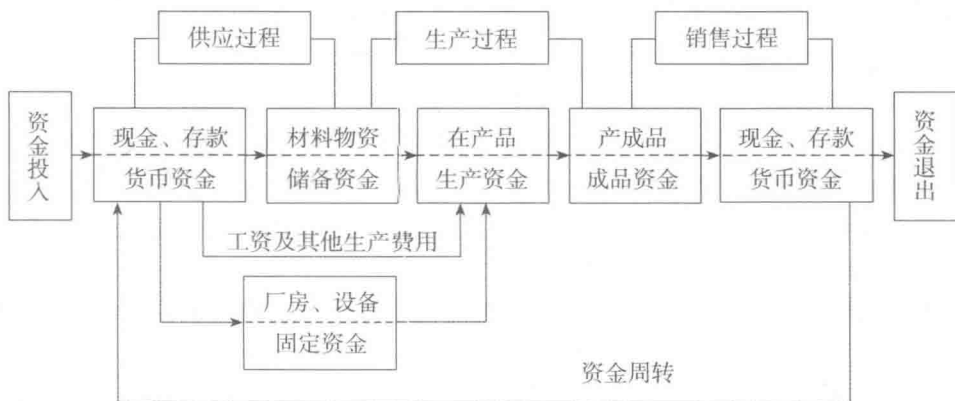 供应过程
生产过程
销售过程
资金投入
现金、存款
货币资金
材料物资
储备资金
在产品
生产资金
产成品
成品资金
现金、存款
货币资金
资金退出
工资及其他生产费用
厂房、设备
固定资金
资金周转